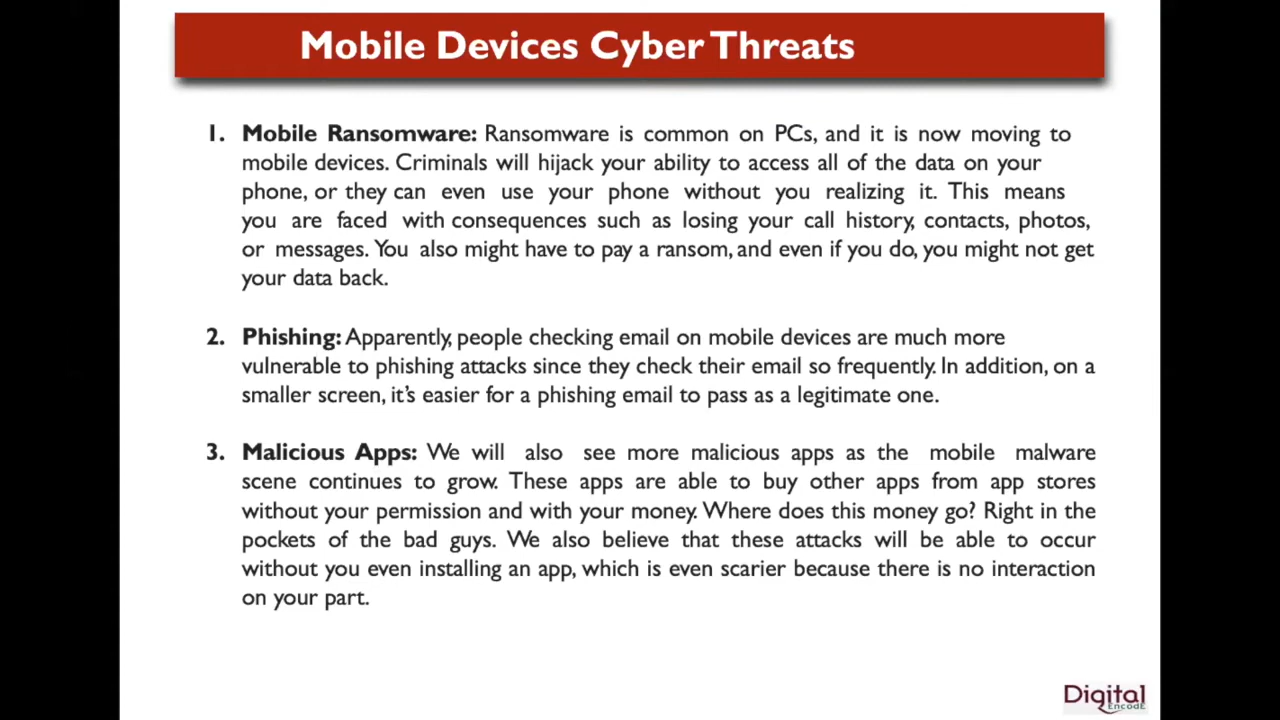 Mobile Devices Cyber Threats
1. Mobile Ransomware: Ransomware is common on PCs, and it is now moving to
mobile devices. Criminals will hijack your ability to access all of the data on your
phone, or they can even use your phone without you realizing it. This means
you are faced with consequences such as losing your call history, contacts, photos,
or messages. You also might have to pay a ransom, and even if you do, you might not get
your data back.
2. Phishing: Apparently, people checking email on mobile devices are much more
vulnerable to phishing attacks since they check their email so frequently. In addition, on a
smaller screen, it's easier for a phishing email to pass as a legitimate one.
3. Malicious Apps: We will also see more malicious apps as the mobile malware
scene continues to grow. These apps are able to buy other apps from app stores
without your permission and with your money. Where does this money go? Right in the
pockets of the bad guys. We also believe that these attacks will be able to occur
without you even installing an app, which is even scarier because there is no interaction
on your part.
Digital
EncodE